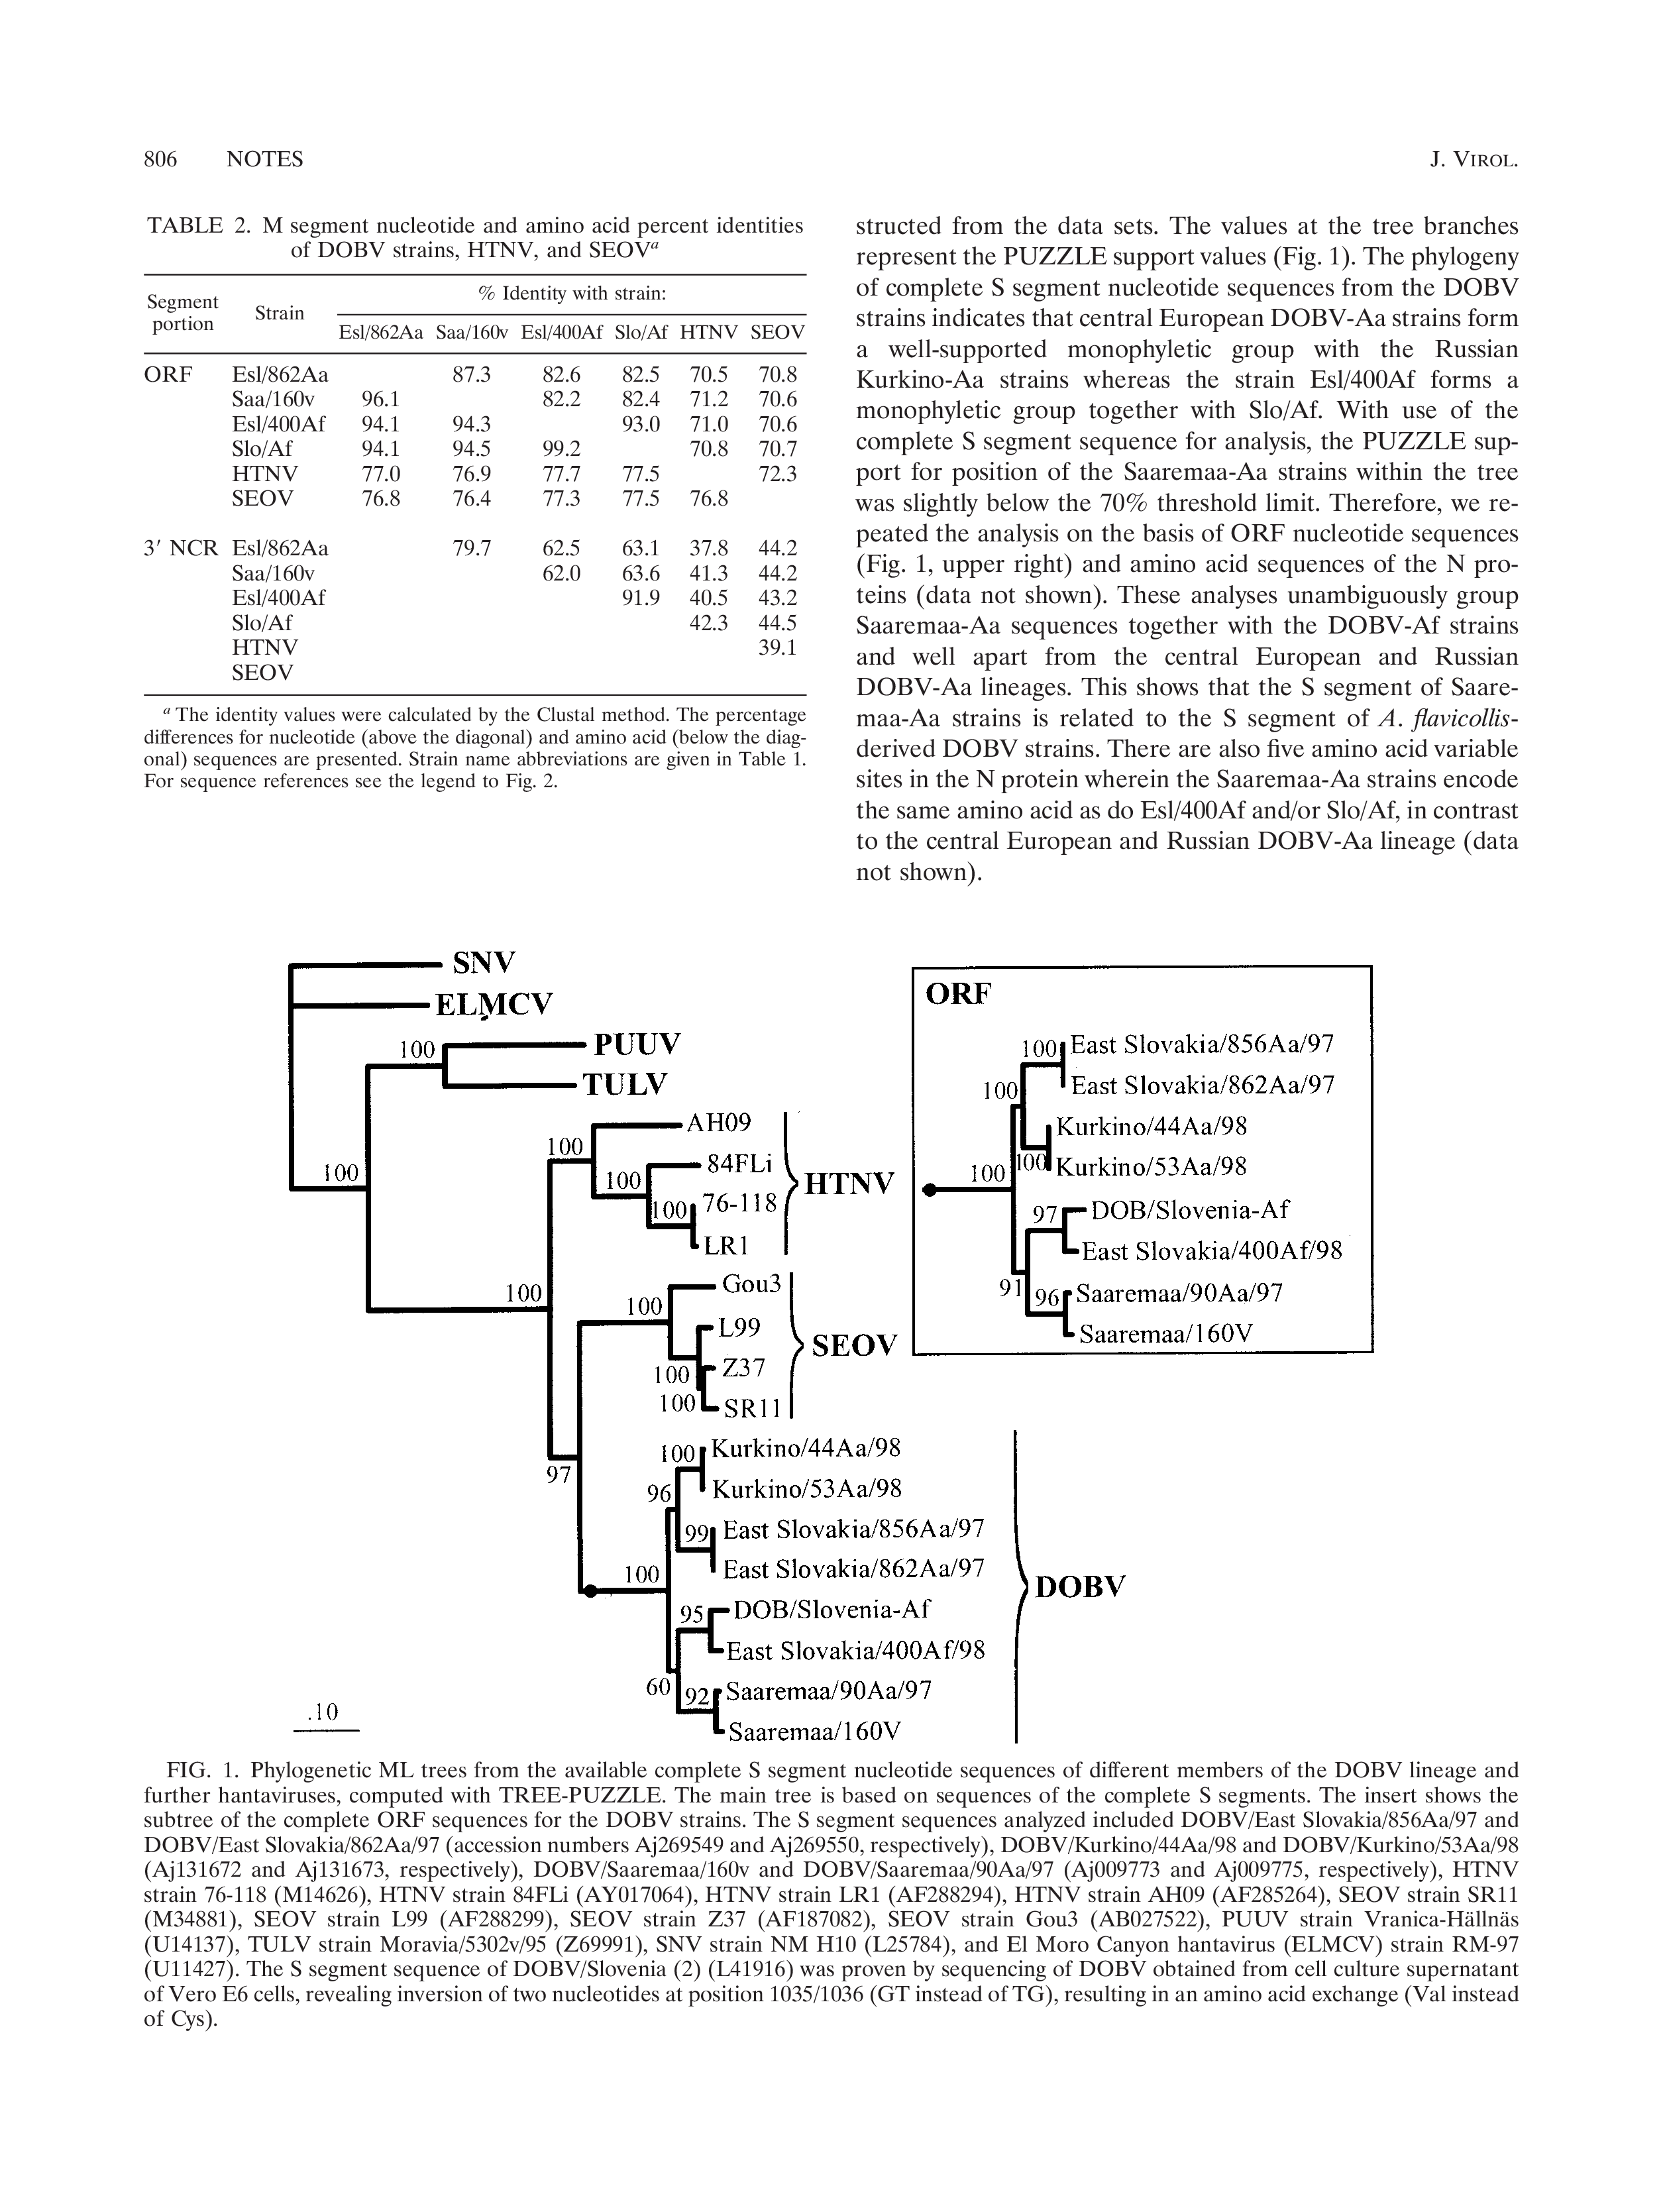 806 NOTES J. VIROL.
TABLE 2. M segment nucleotide and amino acid percent identities
of DOBV strains, HTNV, and SEOVa
Segment
portion
Strain
% Identity with strain:
Esl/862Aa Saa/160v Esl/400Af Slo/Af HTNV SEOV
ORF Esl/862Aa 87.3 82.6 82.5 70.5 70.8
Saa/160v 96.1 82.2 82.4 71.2 70.6
Esl/400Af 94.1 94.3 93.0 71.0 70.6
Slo/Af 94.1 94.5 99.2 70.8 70.7
HTNV 77.0 76.9 77.7 77.5 72.3
SEOV 76.8 76.4 77.3 77.5 76.8
3′ NCR Esl/862Aa 79.7 62.5 63.1 37.8 44.2
Saa/160v 62.0 63.6 41.3 44.2
Esl/400Af 91.9 40.5 43.2
Slo/Af 42.3 44.5
HTNV 39.1
SEOV
a The identity values were calculated by the Clustal method. The percentage
differences for nucleotide (above the diagonal) and amino acid (below the diag-
onal) sequences are presented. Strain name abbreviations are given in Table 1.
For sequence references see the legend to Fig. 2.
structed from the data sets. The values at the tree branches
represent the PUZZLE support values (Fig. 1). The phylogeny
of complete S segment nucleotide sequences from the DOBV
strains indicates that central European DOBV-Aa strains form
a well-supported monophyletic group with the Russian
Kurkino-Aa strains whereas the strain Esl/400Af forms a
monophyletic group together with Slo/Af. With use of the
complete S segment sequence for analysis, the PUZZLE sup-
port for position of the Saaremaa-Aa strains within the tree
was slightly below the 70% threshold limit. Therefore, we re-
peated the analysis on the basis of ORF nucleotide sequences
(Fig. 1, upper right) and amino acid sequences of the N pro-
teins (data not shown). These analyses unambiguously group
Saaremaa-Aa sequences together with the DOBV-Af strains
and well apart from the central European and Russian
DOBV-Aa lineages. This shows that the S segment of Saare-
maa-Aa strains is related to the S segment of A. flavicollis-
derived DOBV strains. There are also five amino acid variable
sites in the N protein wherein the Saaremaa-Aa strains encode
the same amino acid as do Esl/400Af and/or Slo/Af, in contrast
to the central European and Russian DOBV-Aa lineage (data
not shown).
SNV
ELMCV
100 PUUV
TULV
100
AH09
100
84FLi
100
76-118
100
LR1
HTNV
100
Gou3
100
L99
Z37
100
100 SR11
SEOV
97
100 Kurkino/44Aa/98
Kurkino/53Aa/98
96
99 East Slovakia/856Aa/97
East Slovakia/862Aa/97
100
DOBV
95 DOB/Slovenia-Af
East Slovakia/400Af/98
60
92 Saaremaa/90Aa/97
Saaremaa/160V
.10
ORF
100 East Slovakia/856Aa/97
East Slovakia/862Aa/97
100
Kurkino/44Aa/98
100 Kurkino/53Aa/98
100
97 DOB/Slovenia-Af
East Slovakia/400Af/98
91
96 Saaremaa/90Aa/97
Saaremaa/160V
FIG. 1. Phylogenetic ML trees from the available complete S segment nucleotide sequences of different members of the DOBV lineage and
further hantaviruses, computed with TREE-PUZZLE. The main tree is based on sequences of the complete S segments. The insert shows the
subtree of the complete ORF sequences for the DOBV strains. The S segment sequences analyzed included DOBV/East Slovakia/856Aa/97 and
DOBV/East Slovakia/862Aa/97 (accession numbers Aj269549 and Aj269550, respectively), DOBV/Kurkino/44Aa/98 and DOBV/Kurkino/53Aa/98
(Aj131672 and Aj131673, respectively), DOBV/Saaremaa/160v and DOBV/Saaremaa/90Aa/97 (Aj009773 and Aj009775, respectively), HTNV
strain 76-118 (M14626), HTNV strain 84FLi (AY017064), HTNV strain LR1 (AF288294), HTNV strain AH09 (AF285264), SEOV strain SR11
(M34881), SEOV strain L99 (AF288299), SEOV strain Z37 (AF187082), SEOV strain Gou3 (AB027522), PUUV strain Vranica-Hällnäs
(U14137), TULV strain Moravia/5302v/95 (Z69991), SNV strain NM H10 (L25784), and El Moro Canyon hantavirus (ELMCV) strain RM-97
(U11427). The S segment sequence of DOBV/Slovenia (2) (L41916) was proven by sequencing of DOBV obtained from cell culture supernatant
of Vero E6 cells, revealing inversion of two nucleotides at position 1035/1036 (GT instead of TG), resulting in an amino acid exchange (Val instead
of Cys).